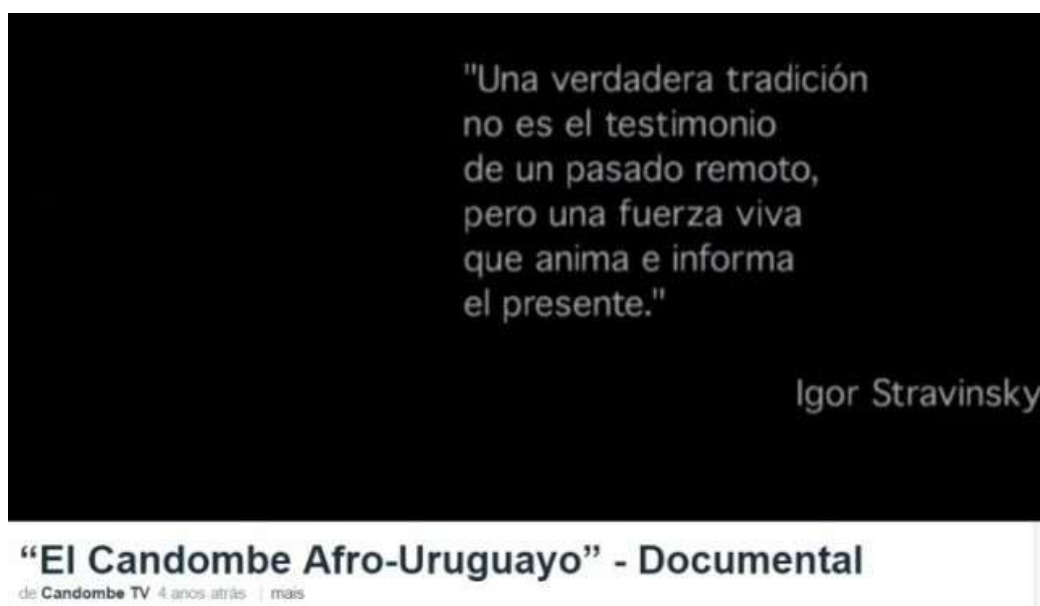 "Una verdadera tradición
no es el testimonio
de un pasado remoto,
pero una fuerza viva
que anima e informa
el presente."
Igor Stravinsky
“El Candombe Afro-Uruguayo” - Documental
de Candombe TV 4 anos atrás | mais